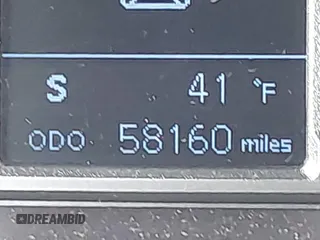 S 41 °F
ODO 58160 miles
DREAMBID